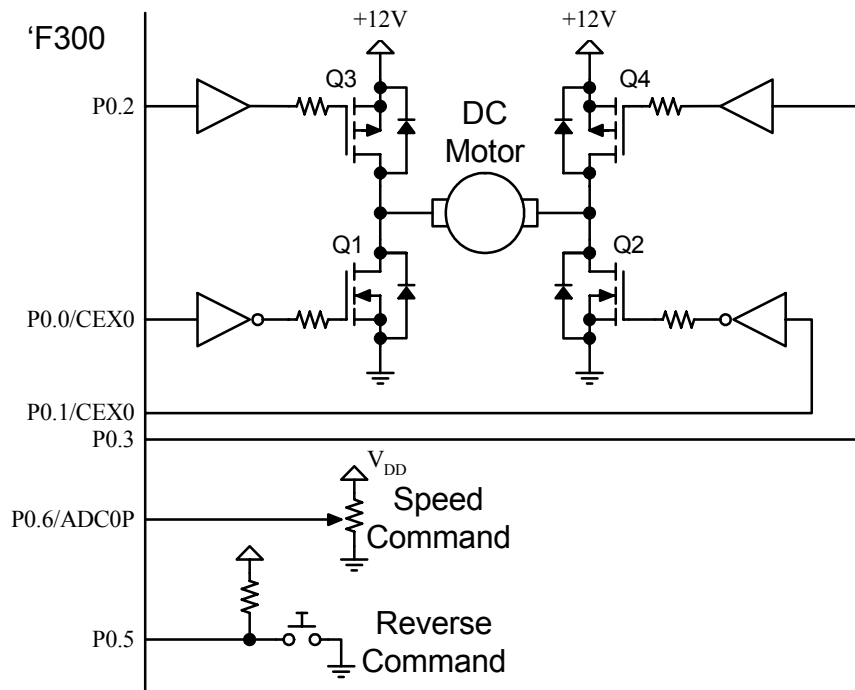 'F300
+12V
+12V
Q3
Q4
P0.2
DC
Motor
Q1
Q2
P0.0/CEX0
P0.1/CEX0
P0.3
VDD
P0.6/ADC0P
Speed
Command
P0.5
Reverse
Command